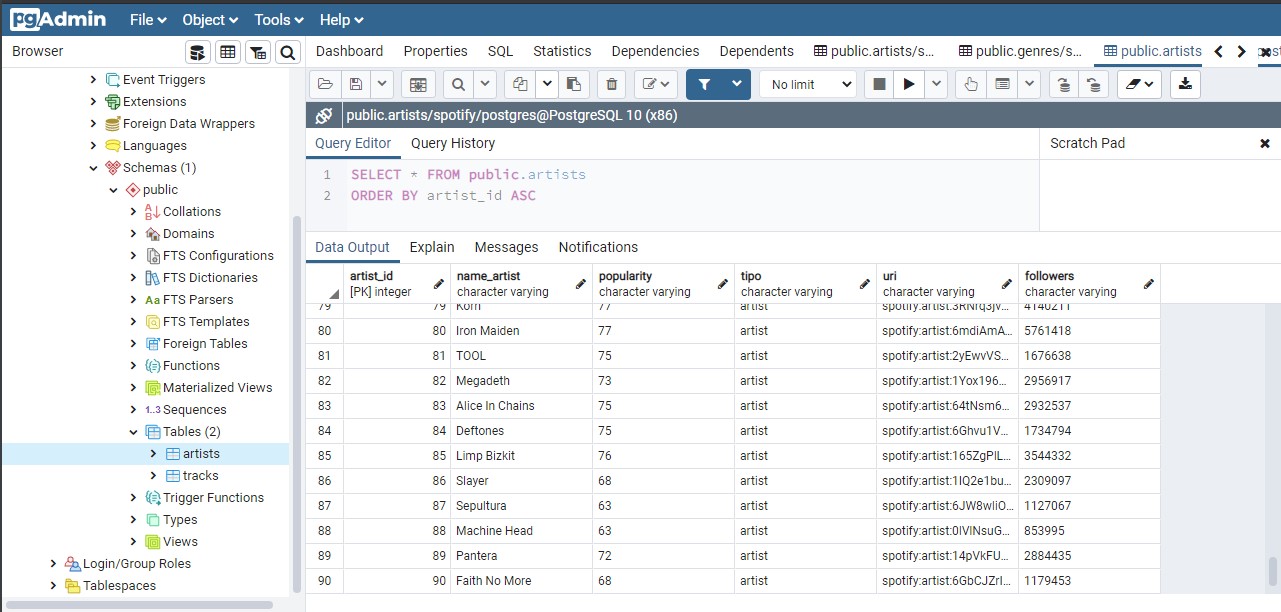 pgAdmin File Object Tools Help
Browser
Dashboard Properties SQL Statistics Dependencies Dependents public.artists/s... public.genres/s... public.artists
Event Triggers
Extensions
Foreign Data Wrappers
Languages
Schemas (1)
public
Collations
Domains
FTS Configurations
FTS Dictionaries
Aa FTS Parsers
FTS Templates
Foreign Tables
Functions
Materialized Views
1..3 Sequences
Tables (2)
artists
tracks
Trigger Functions
Types
Views
Login/Group Roles
Tablespaces
No limit
public.artists/spotify/postgres@PostgreSQL 10 (x86)
Query Editor Query History
Scratch Pad
1 SELECT * FROM public.artists
2 ORDER BY artist_id ASC
Data Output Explain Messages Notifications
artist_id name_artist popularity tipo uri followers
[PK] integer character varying character varying character varying character varying character varying
79 79 Korn 77 artist 4140211
80 80 Iron Maiden 77 artist spotify:artist:6mdiAmA...  5761418
81 81 TOOL 75 artist spotify:artist:2yEwvVS... 1676638
82 82 Megadeth 73 artist spotify:artist:1Yox196... 2956917
83 83 Alice In Chains 75 artist spotify:artist:64tNsm6... 2932537
84 84 Deftones 75 artist spotify:artist:6Ghvu1V... 1734794
85 85 Limp Bizkit 76 artist spotify:artist:165ZgPIL... 3544332
86 86 Slayer 68 artist spotify:artist:1IQ2e1bu... 2309097
87 87 Sepultura 63 artist spotify:artist:6JW8wliO... 1127067
88 88 Machine Head 63 artist spotify:artist:0IVlNsuG... 853995
89 89 Pantera 72 artist spotify:artist:14pVkFU... 2884435
90 90 Faith No More 68 artist spotify:artist:6GbCJZrI... 1179453